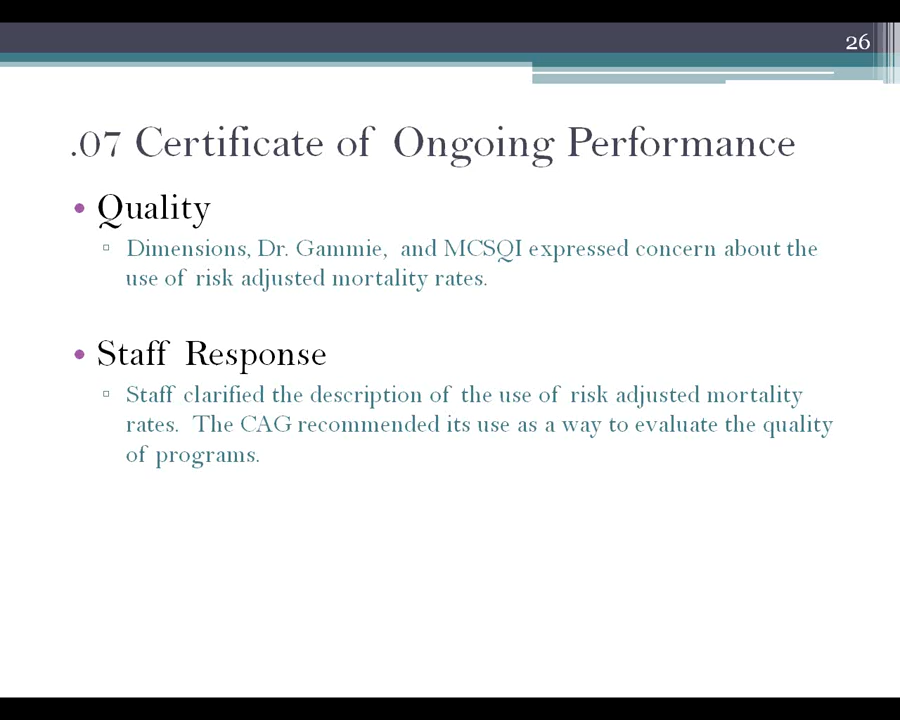 26
.07 Certificate of Ongoing Performance
• Quality
▫ Dimensions, Dr. Gammie, and MCSQI expressed concern about the
use of risk adjusted mortality rates.
• Staff Response
▫ Staff clarified the description of the use of risk adjusted mortality
rates. The CAG recommended its use as a way to evaluate the quality
of programs.